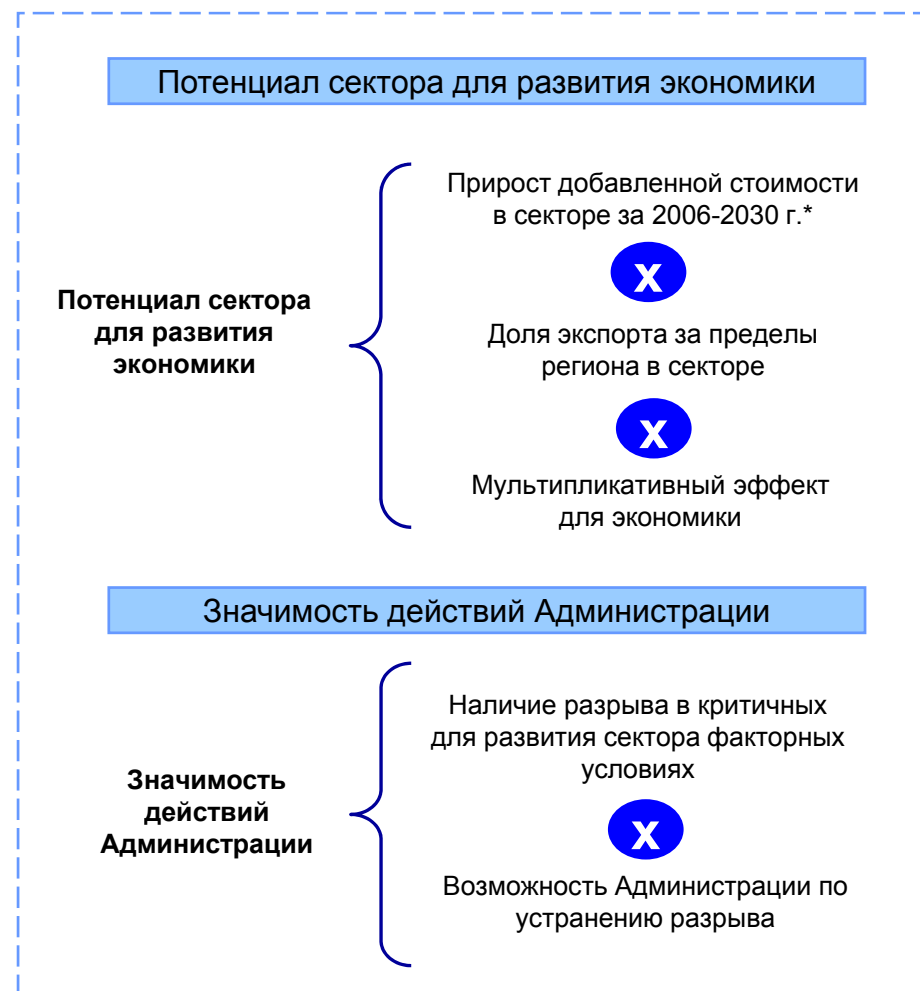 Потенциал сектора для развития экономики
Прирост добавленной стоимости
в секторе за 2006-2030 г.*
x
Потенциал сектора
для развития
экономики
Доля экспорта за пределы
региона в секторе
x
Мультипликативный эффект
для экономики
Значимость действий Администрации
Наличие разрыва в критичных
для развития сектора факторных
условиях
Значимость
действий
Администрации
x
Возможность Администрации по
устранению разрыва